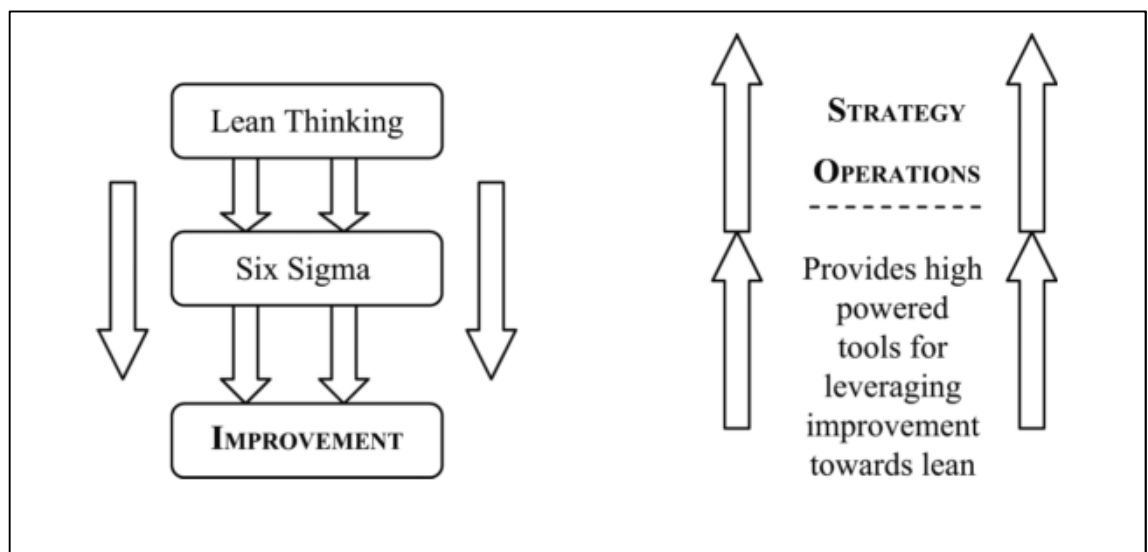 Lean Thinking
Six Sigma
IMPROVEMENT
STRATEGY
OPERATIONS
Provides high
powered
tools for
leveraging
improvement
towards lean